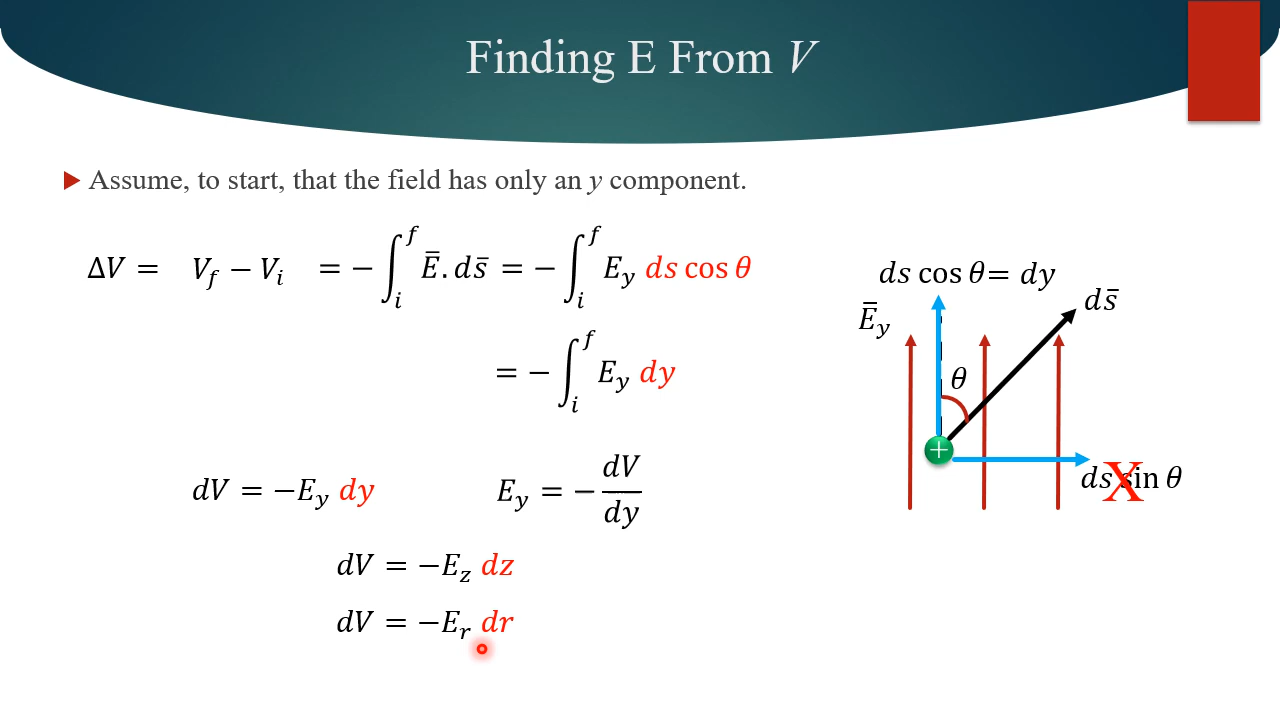 Finding E From V
Assume, to start, that the field has only an y component.
ΔV = V_f − V_i = −∫_i^f E̅ . ds̅ = −∫_i^f E_y ds cos θ
= −∫_i^f E_y dy
dV = −E_y dy
E_y = −dV/dy
dV = −E_z dz
dV = −E_r dr
ds cos θ = dy
E̅_y
ds̅
θ
+
ds sin θ
X